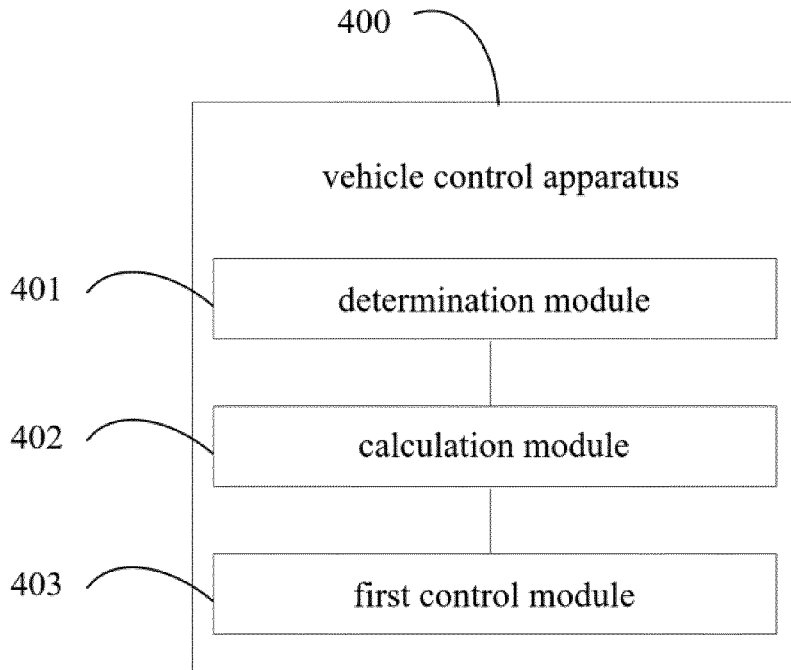 400
vehicle control apparatus
401
determination module
402
calculation module
403
first control module